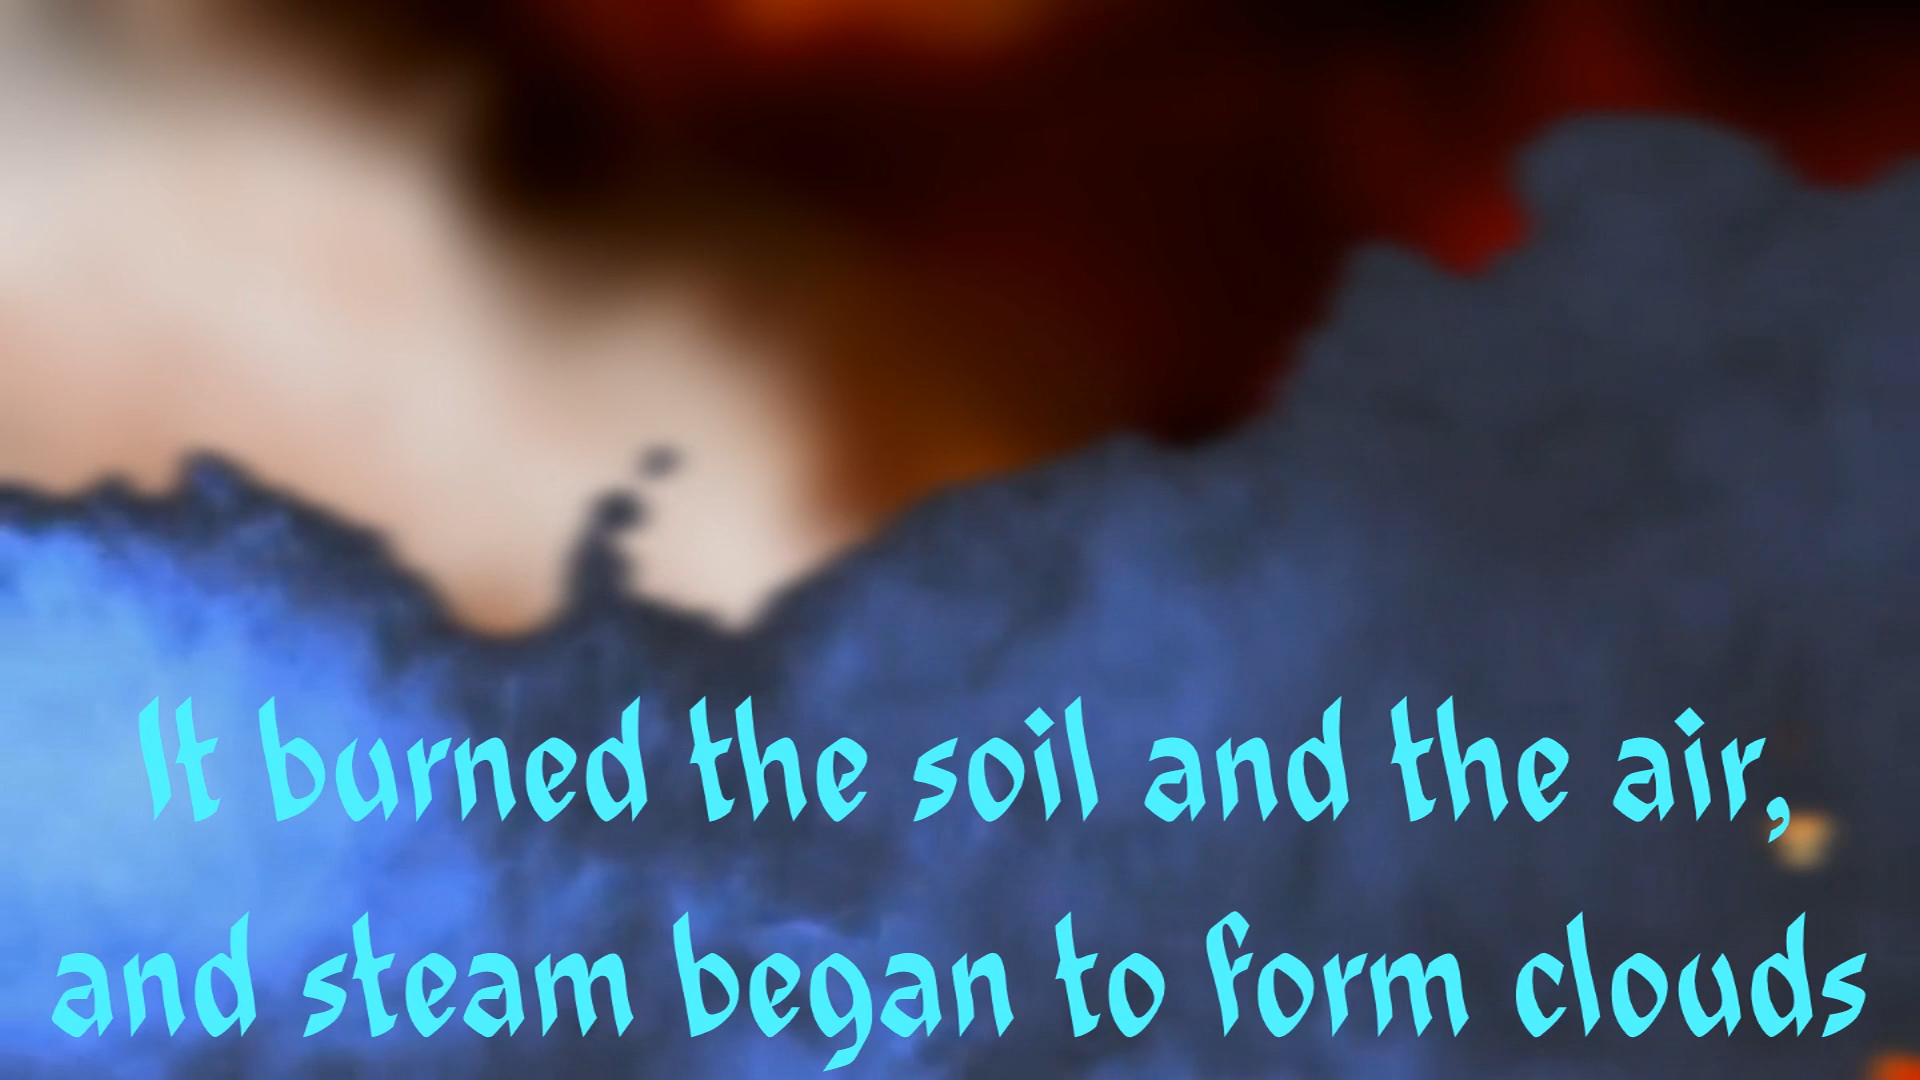 It burned the soil and the air,
and steam began to form clouds